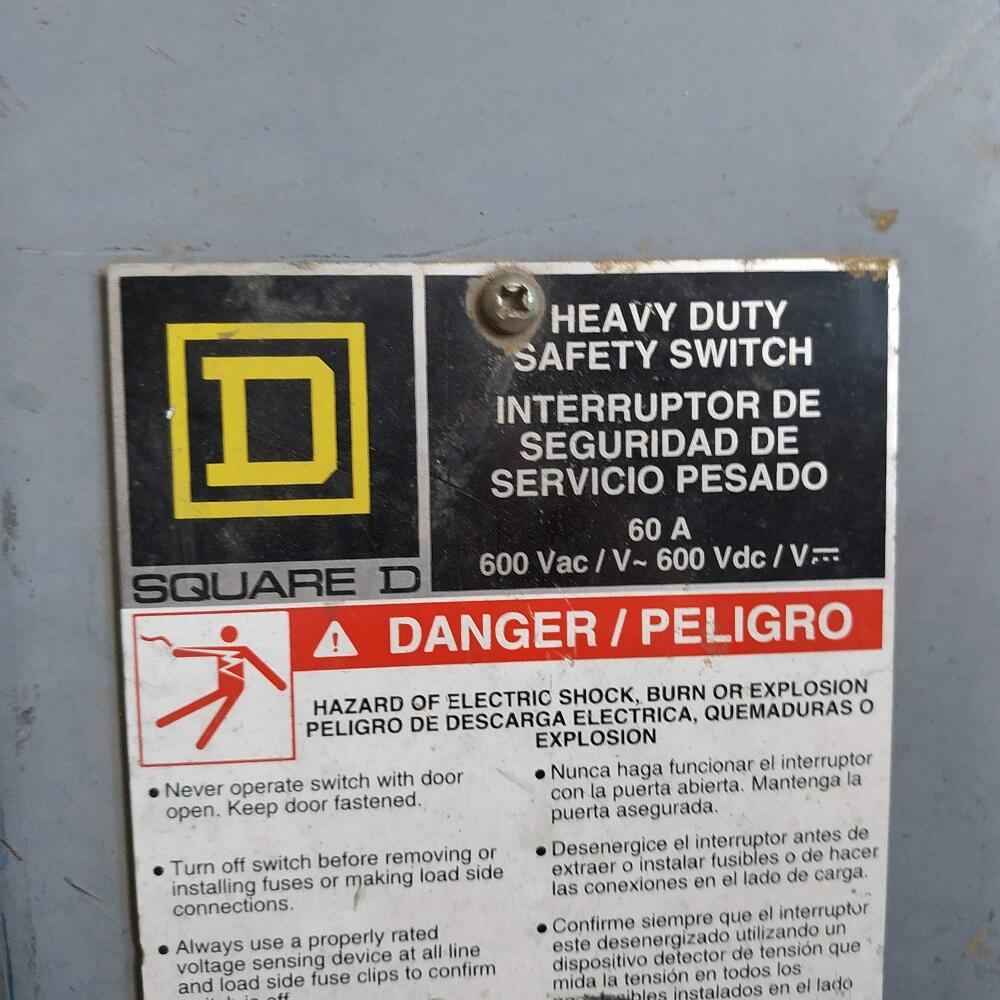 D
SQUARE D
HEAVY DUTY
SAFETY SWITCH
INTERRUPTOR DE
SEGURIDAD DE
SERVICIO PESADO
60 A
600 Vac / V~ 600 Vdc / V⎓
DANGER / PELIGRO
HAZARD OF ELECTRIC SHOCK, BURN OR EXPLOSION
PELIGRO DE DESCARGA ELECTRICA, QUEMADURAS O
EXPLOSION
• Never operate switch with door
open. Keep door fastened.
• Turn off switch before removing or
installing fuses or making load side
connections.
• Always use a properly rated
voltage sensing device at all line
and load side fuse clips to confirm
off
• Nunca haga funcionar el interruptor
con la puerta abierta. Mantenga la
puerta asegurada.
• Desenergice el interruptor antes de
extraer o instalar fusibles o de hacer
las conexiones en el lado de carga.
• Confirme siempre que el interruptor
este desenergizado utilizando un
dispositivo detector de tensión que
mida la tensión en todos los
instalados en el lado